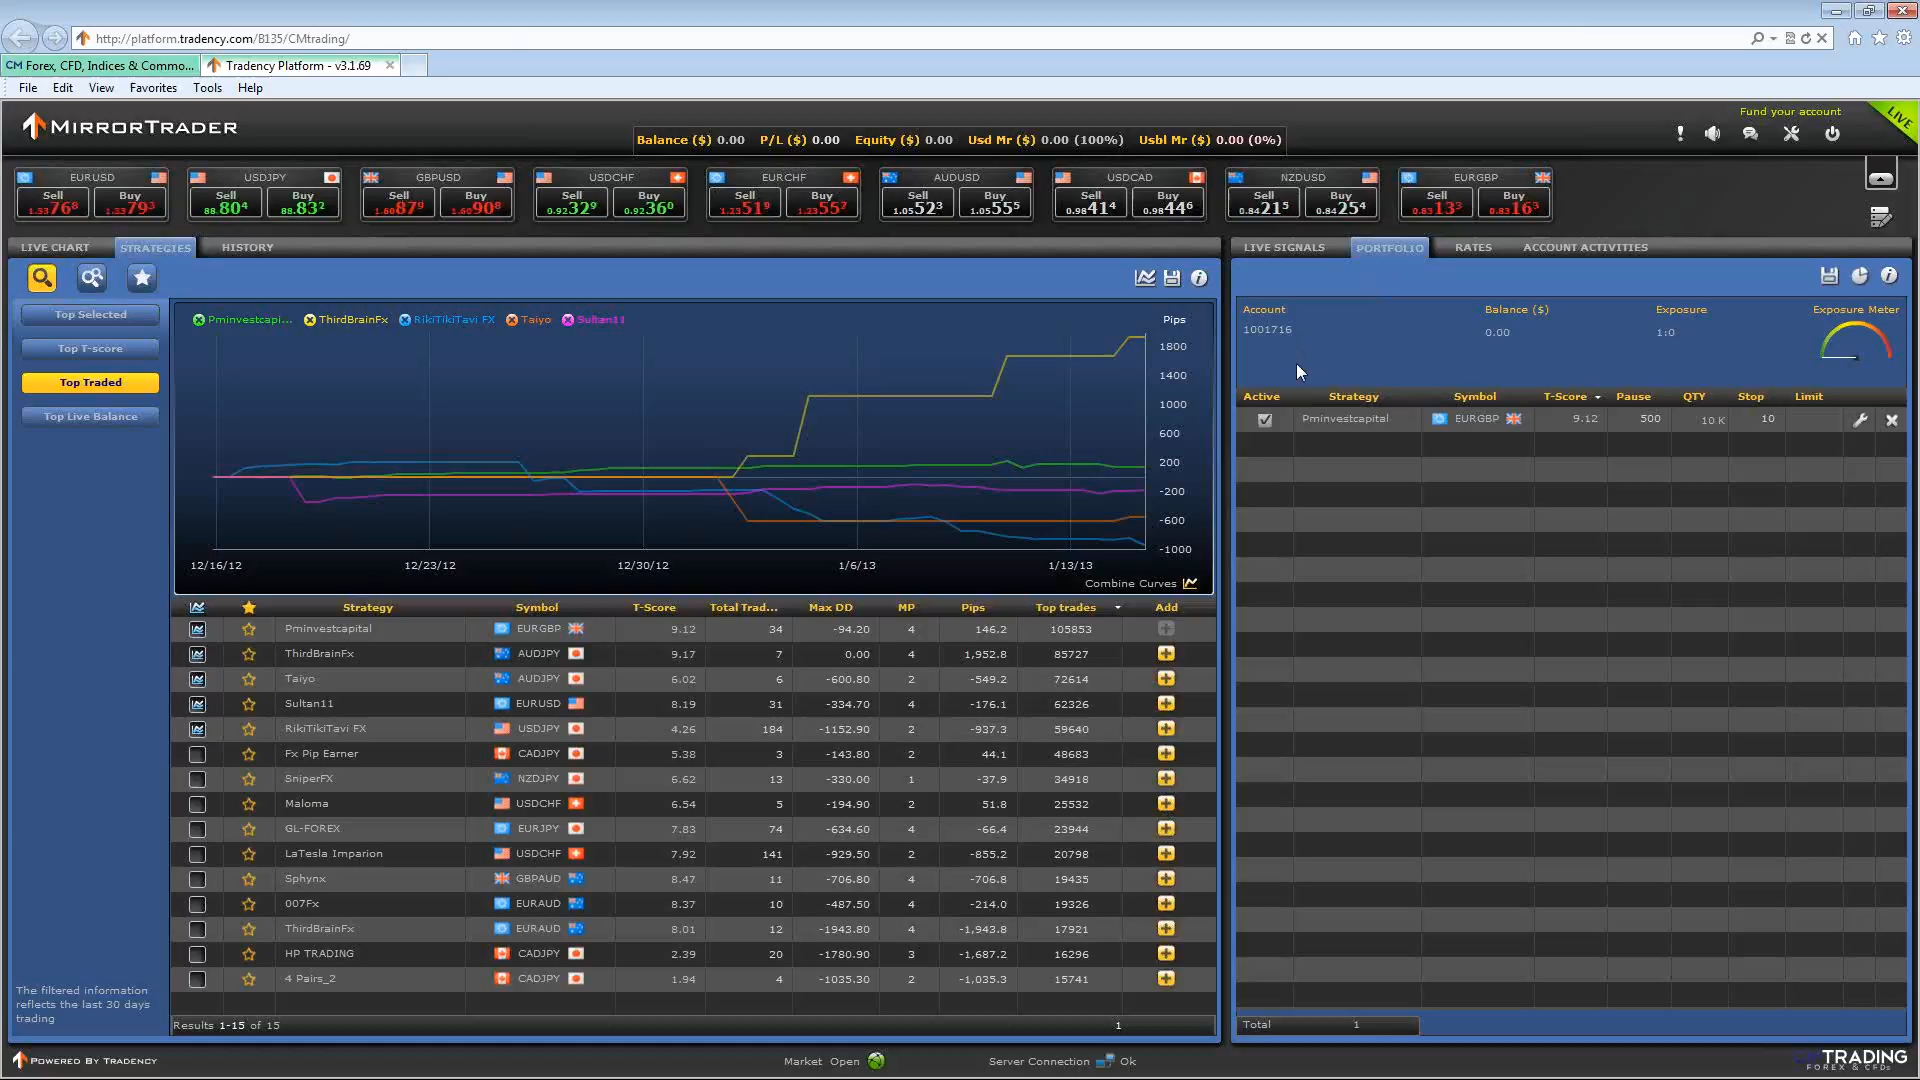 http://platform.tradency.com/B135/CMtrading/
CM Forex, CFD, Indices & Commo...
Tradency Platform - v3.1.69
File Edit View Favorites Tools Help
MIRRORTRADER
Balance ($) 0.00 P/L ($) 0.00 Equity ($) 0.00 Usd Mr ($) 0.00 (100%) Usbl Mr ($) 0.00 (0%)
Fund your account
LIVE
EURUSD USDJPY GBPUSD USDCHF EURCHF AUDUSD USDCAD NZDUSD EURGBP
Sell Buy Sell Buy Sell Buy Sell Buy Sell Buy Sell Buy Sell Buy Sell Buy Sell Buy
1.33768 1.33793 88.804 88.832 1.60879 1.60908 0.92329 0.92360 1.23519 1.23557 1.05523 1.05555 0.98414 0.98446 0.84215 0.84254 0.83133 0.83163
LIVE CHART STRATEGIES HISTORY
LIVE SIGNALS PORTFOLIO RATES ACCOUNT ACTIVITIES
Top Selected
Top T-score
Top Traded
Top Live Balance
The filtered information
reflects the last 30 days
trading
Pminvestcapi... ThirdBrainFx RikiTikiTavi FX Taiyo Sultan11
Pips
1800
1400
1000
600
200
-200
-600
-1000
12/16/12 12/23/12 12/30/12 1/6/13 1/13/13
Combine Curves
Strategy Symbol T-Score Total Trad... Max DD MP Pips Top trades Add
Pminvestcapital EURGBP 9.12 34 -94.20 4 146.2 105853
ThirdBrainFx AUDJPY 9.17 7 0.00 4 1,952.8 85727
Taiyo AUDJPY 6.02 6 -600.80 2 -549.2 72614
Sultan11 EURUSD 8.19 31 -334.70 4 -176.1 62326
RikiTikiTavi FX USDJPY 4.26 184 -1152.90 2 -937.3 59640
Fx Pip Earner CADJPY 5.38 3 -143.80 2 44.1 48683
SniperFX NZDJPY 6.62 13 -330.00 1 -37.9 34918
Maloma USDCHF 6.54 5 -194.90 2 51.8 25532
GL-FOREX EURJPY 7.83 74 -634.60 4 -66.4 23944
LaTesla Imparion USDCHF 7.92 141 -929.50 2 -855.2 20798
Sphynx GBPAUD 8.47 11 -706.80 4 -706.8 19435
007Fx EURAUD 8.37 10 -487.50 4 -214.0 19326
ThirdBrainFx EURAUD 8.01 12 -1943.80 4 -1,943.8 17921
HP TRADING CADJPY 2.39 20 -1780.90 3 -1,687.2 16296
4 Pairs_2 CADJPY 1.94 4 -1035.30 2 -1,035.3 15741
Results 1-15 of 15
1
Account Balance ($) Exposure Exposure Meter
1001716 0.00 1:0
Active Strategy Symbol T-Score Pause QTY Stop Limit
Pminvestcapital EURGBP 9.12 500 10 K 10
Total 1
POWERED BY TRADENCY
Market Open
Server Connection Ok
TRADING
FOREX & CFDs